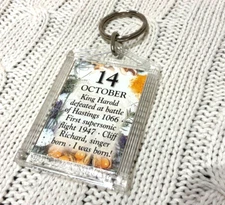 14
OCTOBER
King Harold
defeated at battle
of Hastings 1066 -
First supersonic
flight 1947 - Cliff
Richard, singer
born - I was born!